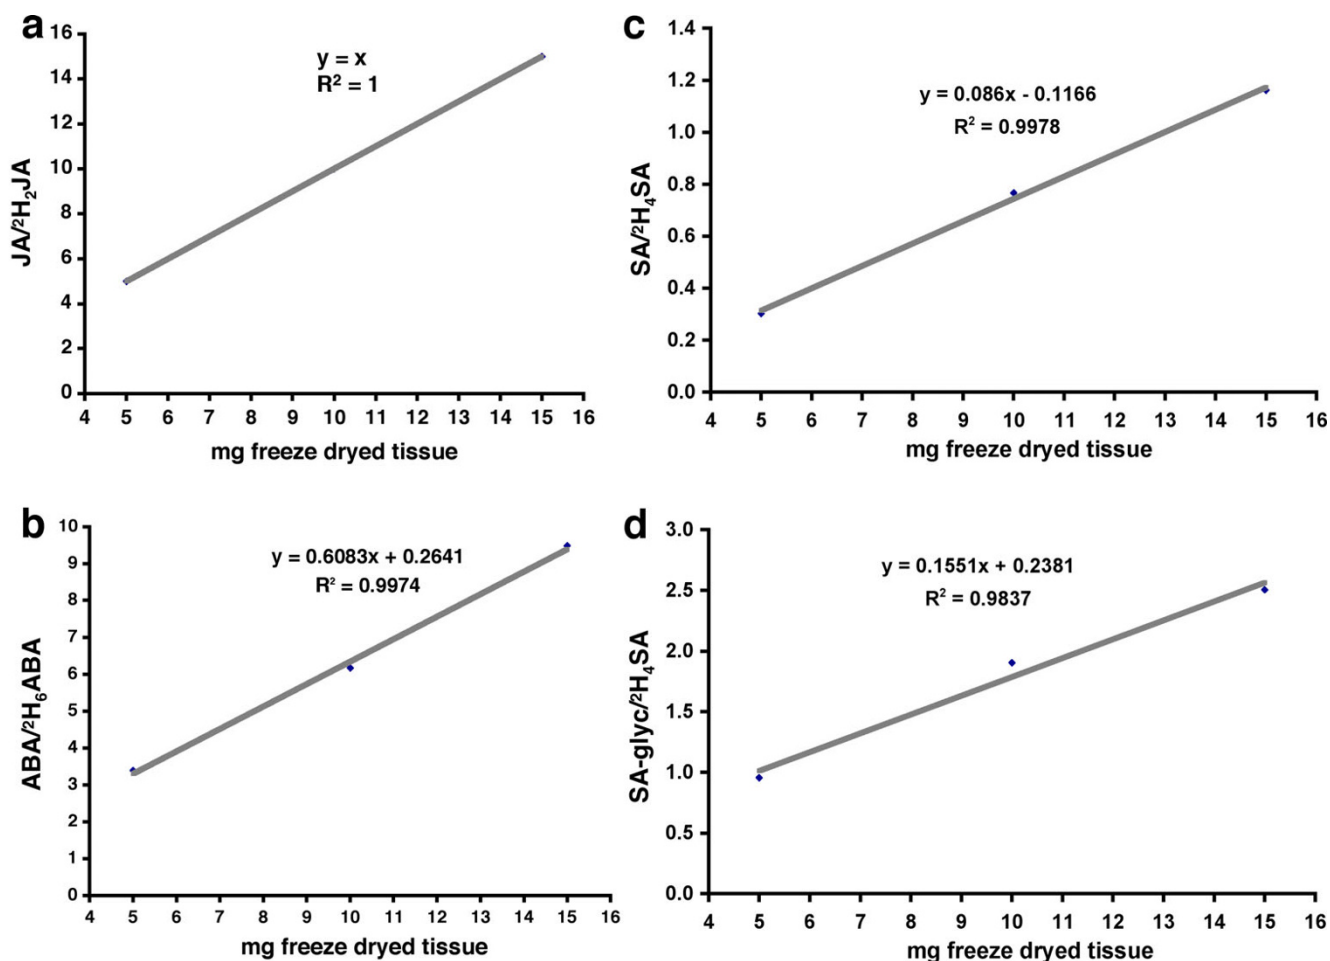 a
16
14
12
10
8
6
4
2
0
JA/²H₂JA
y = x
R² = 1
4 5 6 7 8 9 10 11 12 13 14 15 16
mg freeze dryed tissue
c
1.4
1.2
1.0
0.8
0.6
0.4
0.2
0.0
SA/²H₄SA
y = 0.086x - 0.1166
R² = 0.9978
4 5 6 7 8 9 10 11 12 13 14 15 16
mg freeze dryed tissue
b
10
9
8
7
6
5
4
3
2
1
0
ABA/²H₆ABA
y = 0.6083x + 0.2641
R² = 0.9974
4 5 6 7 8 9 10 11 12 13 14 15 16
mg freeze dryed tissue
d
3.0
2.5
2.0
1.5
1.0
0.5
0.0
SA-glyc/²H₄SA
y = 0.1551x + 0.2381
R² = 0.9837
4 5 6 7 8 9 10 11 12 13 14 15 16
mg freeze dryed tissue